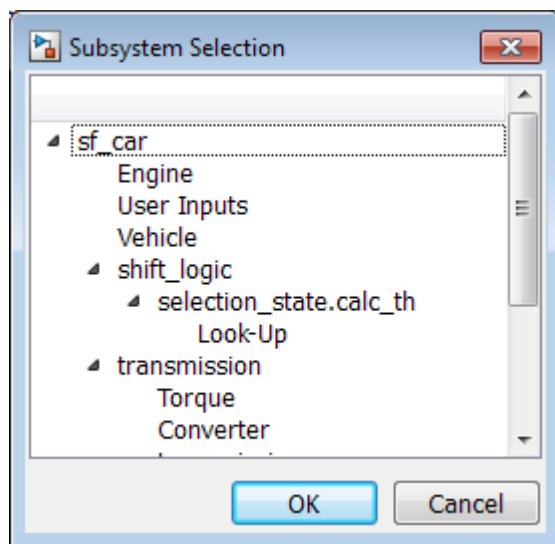 Subsystem Selection
sf_car
Engine
User Inputs
Vehicle
shift_logic
selection_state.calc_th
Look-Up
transmission
Torque
Converter
OK
Cancel